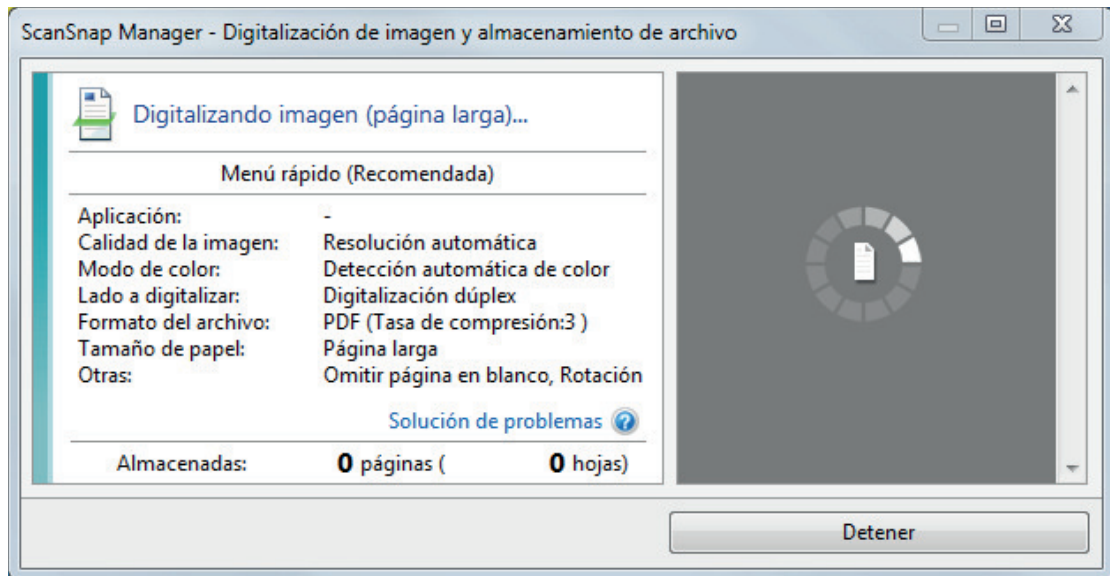 ScanSnap Manager - Digitalización de imagen y almacenamiento de archivo
Digitalizando imagen (página larga)...
Menú rápido (Recomendada)
Aplicación: -
Calidad de la imagen: Resolución automática
Modo de color: Detección automática de color
Lado a digitalizar: Digitalización dúplex
Formato del archivo: PDF (Tasa de compresión:3 )
Tamaño de papel: Página larga
Otras: Omitir página en blanco, Rotación
Solución de problemas
Almacenadas: 0 páginas ( 0 hojas)
Detener